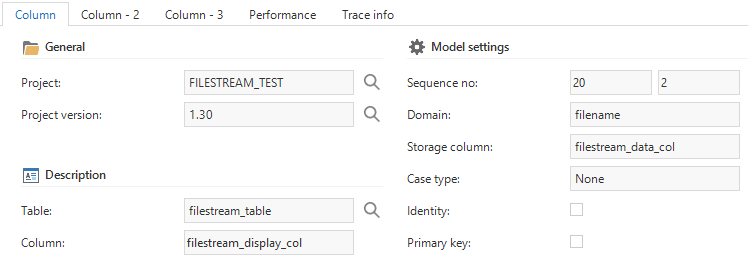 Column Column - 2 Column - 3 Performance Trace info
General
Project: FILESTREAM_TEST
Project version: 1.30
Description
Table: filestream_table
Column: filestream_display_col
Model settings
Sequence no: 20 2
Domain: filename
Storage column: filestream_data_col
Case type: None
Identity:
Primary key: